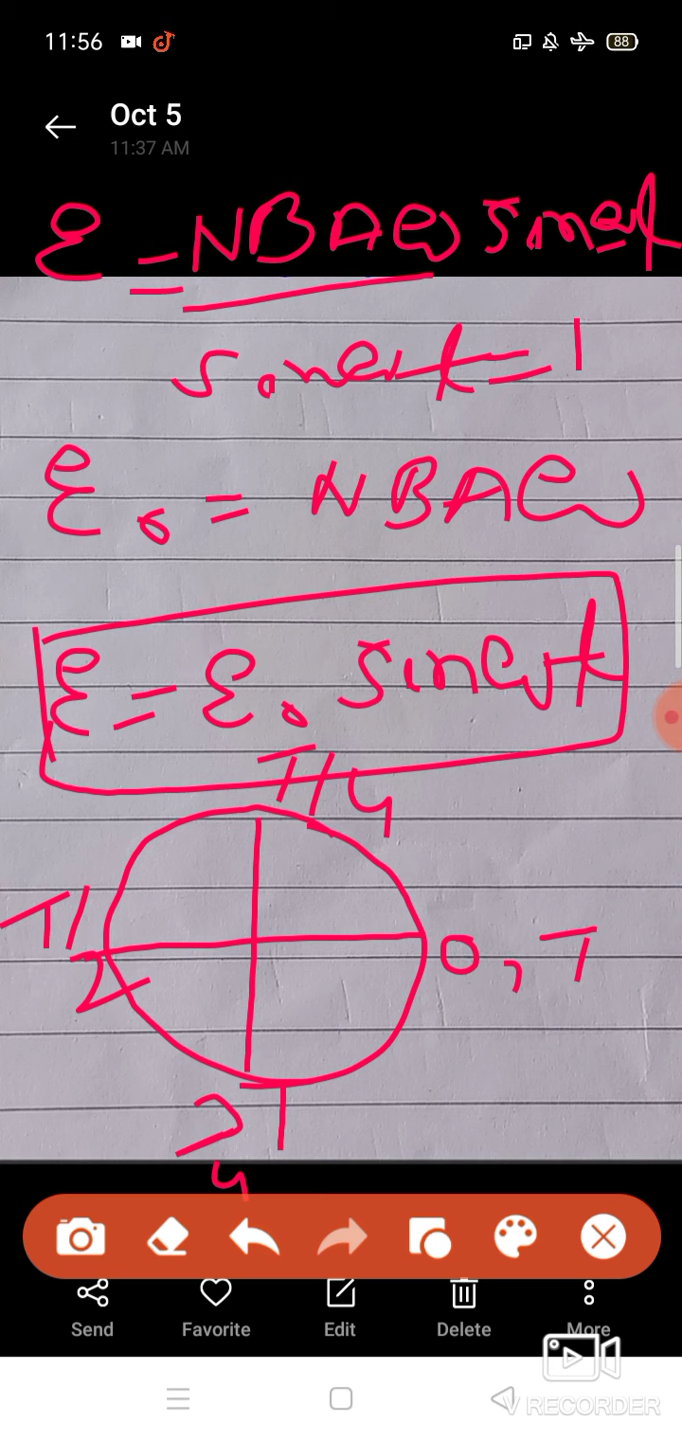 11:56
88
Oct 5
11:37 AM
ε = NBAω sinωt
sinωt = 1
ε₀ = NBAω
ε = ε₀ sinωt
T/4
T/2
0, T
3T
4
Send Favorite Edit Delete More
V RECORDER